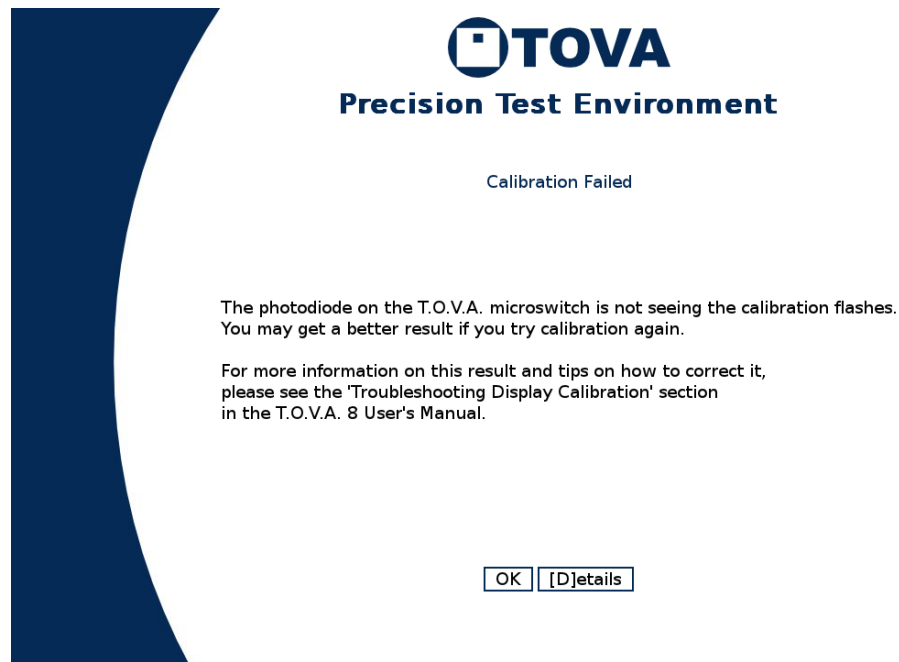 TOVA
Precision Test Environment
Calibration Failed
The photodiode on the T.O.V.A. microswitch is not seeing the calibration flashes.
You may get a better result if you try calibration again.
For more information on this result and tips on how to correct it,
please see the 'Troubleshooting Display Calibration' section
in the T.O.V.A. 8 User's Manual.
OK [D]etails